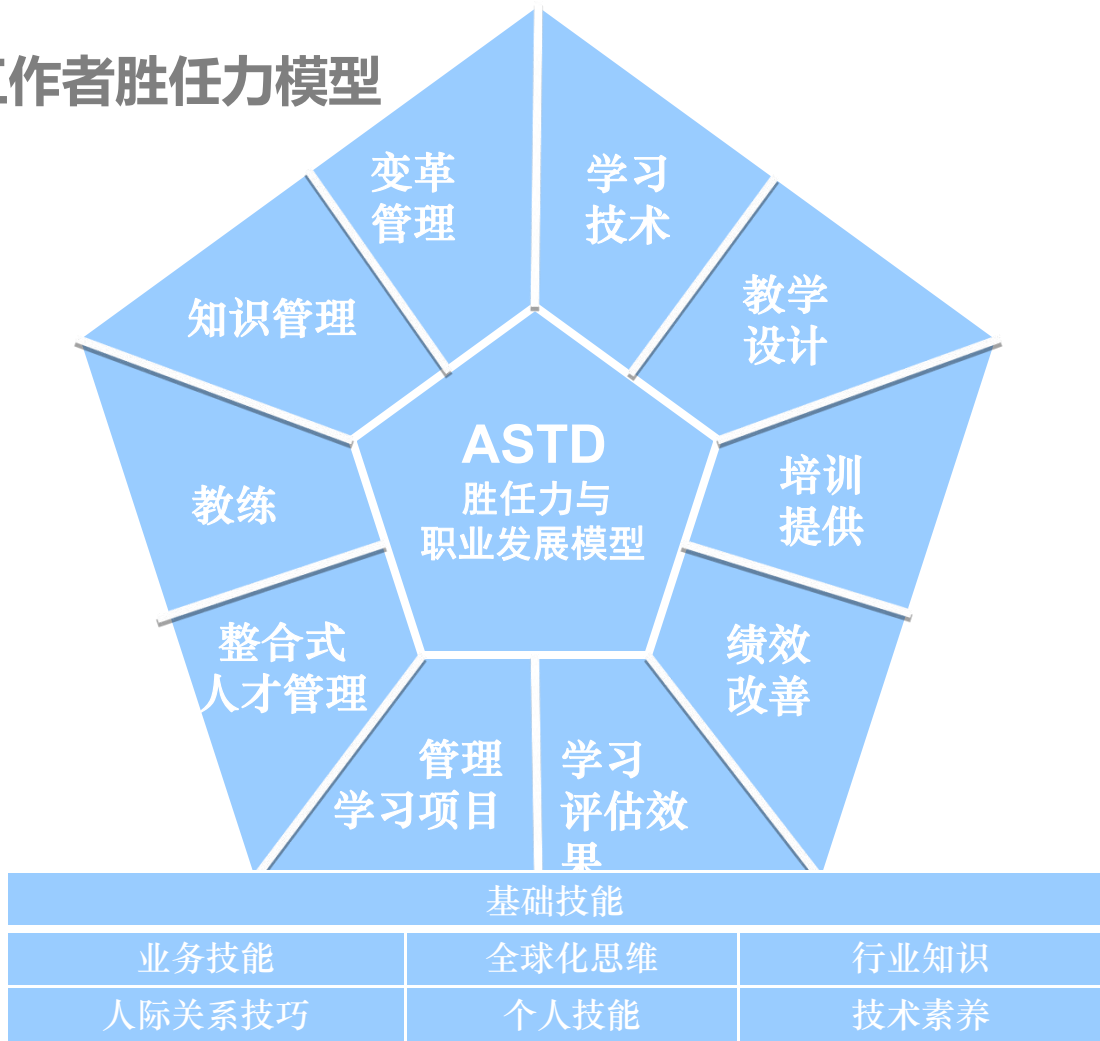 工作者胜任力模型
变革
管理
学习
技术
知识管理
教学
设计
ASTD
胜任力与
职业发展模型
教练
培训
提供
整合式
人才管理
绩效
改善
管理
学习项目
学习
评估效
果
基础技能
业务技能
全球化思维
行业知识
人际关系技巧
个人技能
技术素养